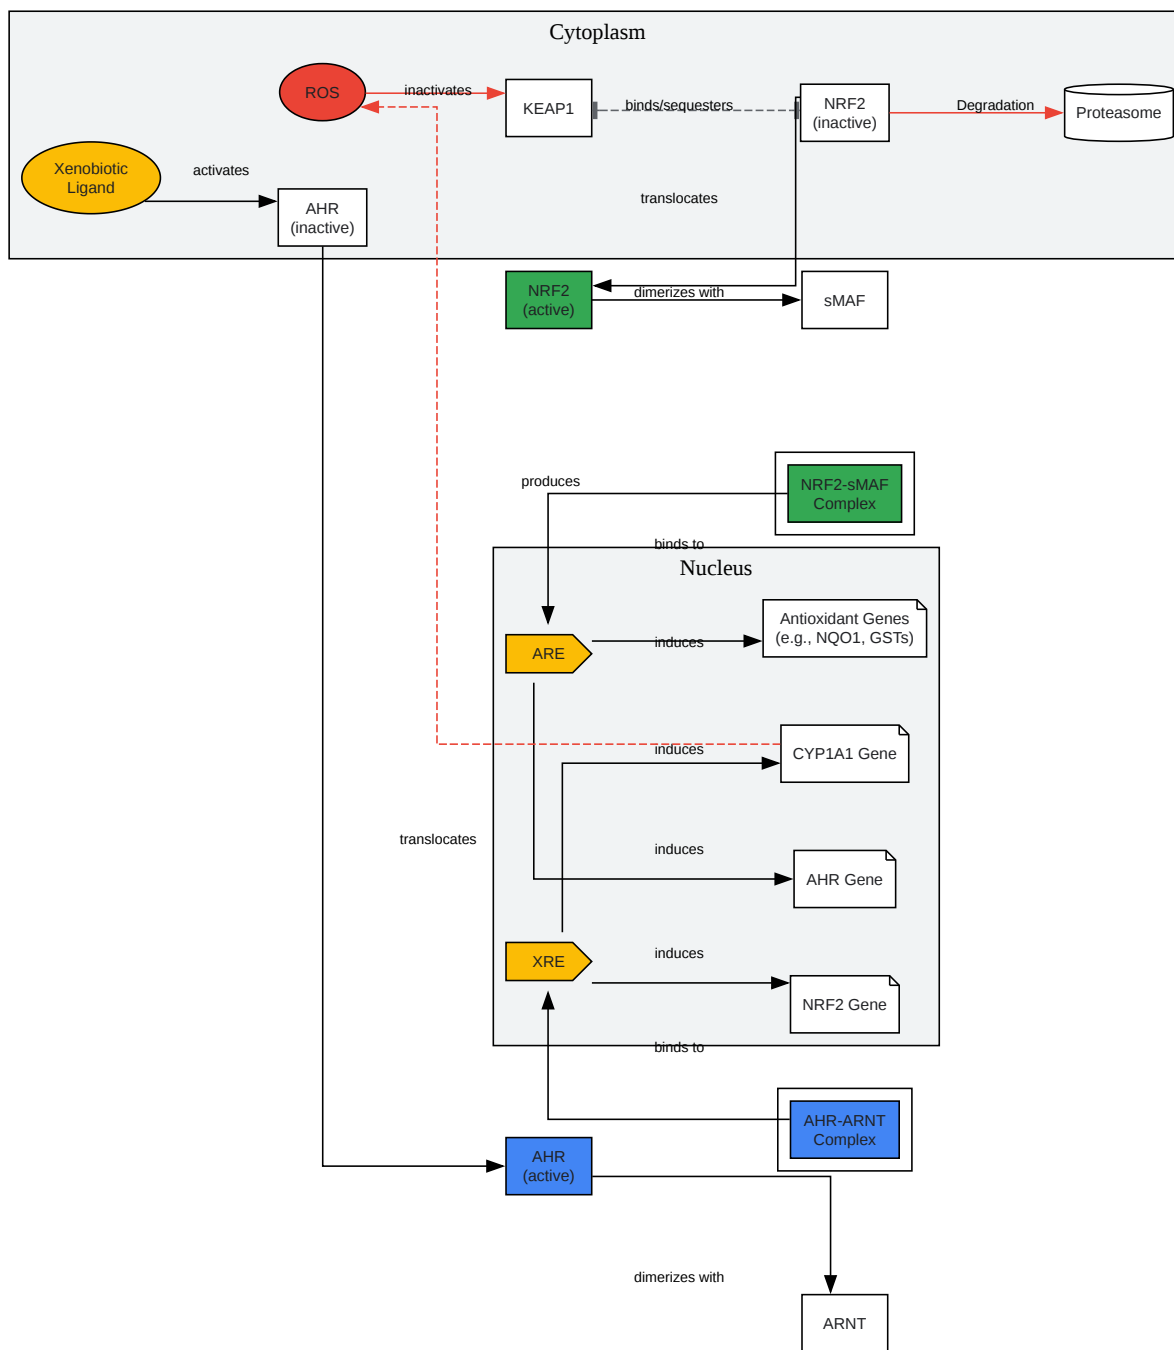 Cytoplasm
ROS
inactivates
KEAP1
binds/sequesters
NRF2
(inactive)
Degradation
Proteasome
Xenobiotic
Ligand
activates
AHR
(inactive)
translocates
NRF2
(active)
dimerizes with
sMAF
produces
NRF2-sMAF
Complex
binds to
Nucleus
ARE
induces
Antioxidant Genes
(e.g., NQO1, GSTs)
induces
CYP1A1 Gene
translocates
induces
AHR Gene
XRE
induces
NRF2 Gene
binds to
AHR-ARNT
Complex
AHR
(active)
dimerizes with
ARNT